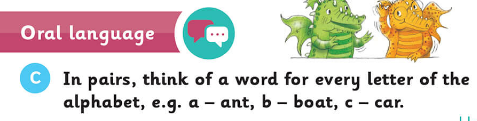 Oral language
C In pairs, think of a word for every letter of the
alphabet, e.g. a – ant, b – boat, c – car.